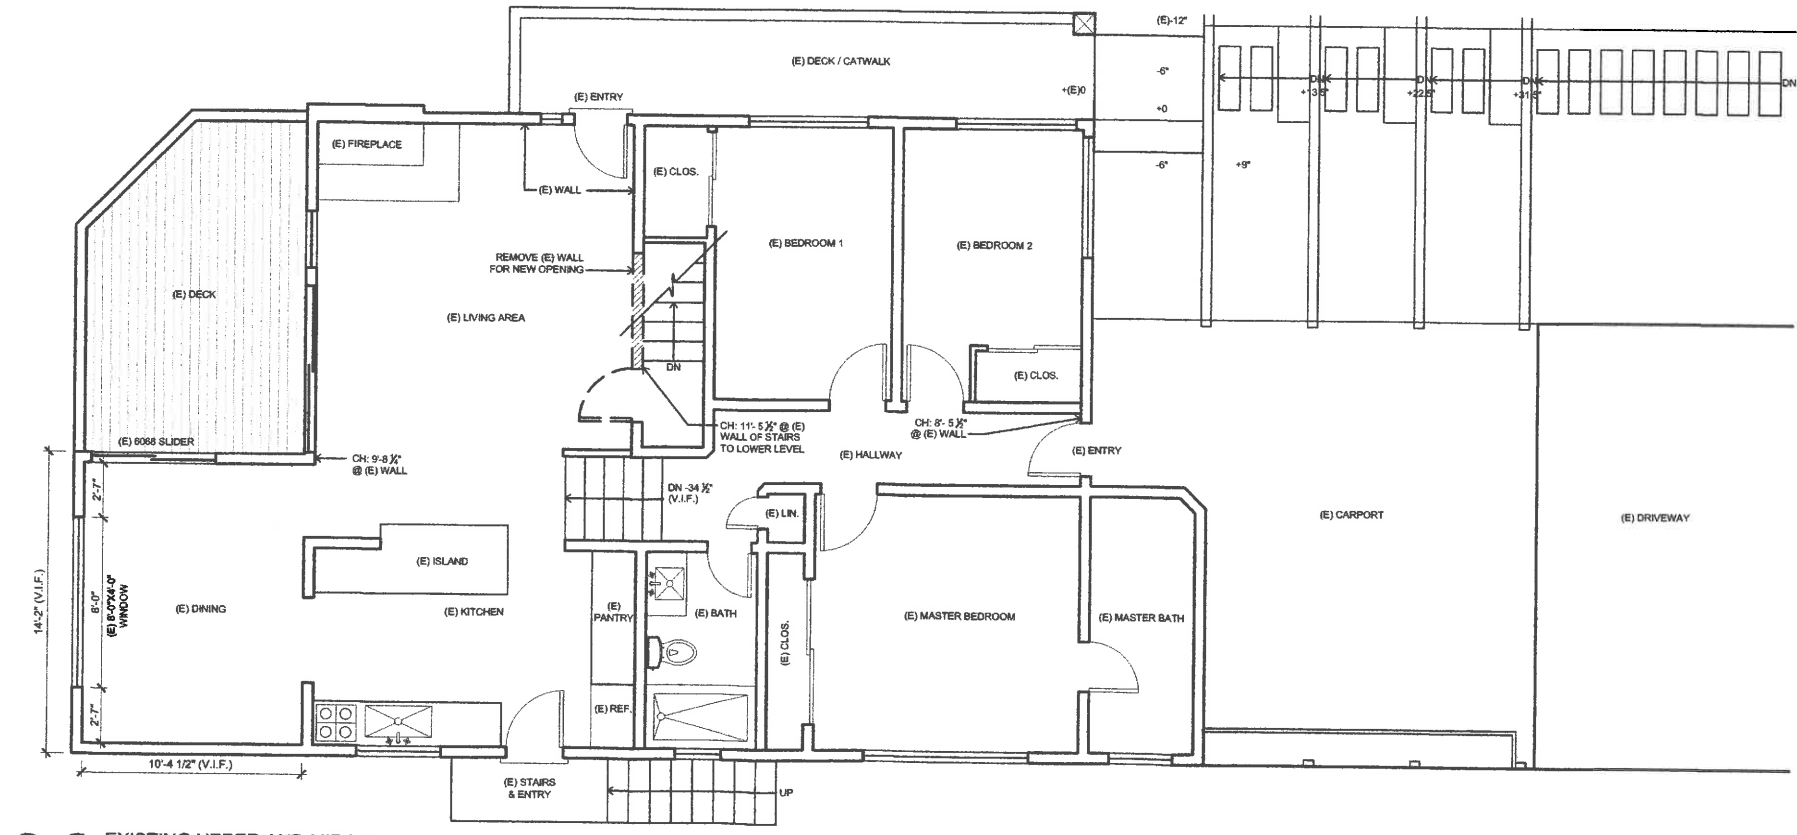 (E)-12"
(E) DECK / CATWALK
-6"
+(E)0
+0
-6"
+9"
DN
+13.5"
DN
+22.5"
DN
+31.5"
DN
(E) ENTRY
(E) FIREPLACE
(E) WALL
(E) CLOS.
REMOVE (E) WALL
FOR NEW OPENING
(E) BEDROOM 1
(E) BEDROOM 2
(E) DECK
(E) LIVING AREA
DN
(E) CLOS.
(E) 6068 SLIDER
CH: 9'-8 ¼"
@ (E) WALL
CH: 11'- 5 ½" @ (E)
WALL OF STAIRS
TO LOWER LEVEL
CH: 8'- 5 ½"
@ (E) WALL
(E) HALLWAY
(E) ENTRY
DN -34 ½"
(V.I.F.)
(E) LIN.
(E) CARPORT
(E) DRIVEWAY
2'-7"
8'-0"
2'-7"
14'-2" (V.I.F.)
(E) 8'-0"X4'-0"
WINDOW
(E) DINING
(E) ISLAND
(E) KITCHEN
(E)
PANTRY
(E) BATH
(E) CLOS.
(E) MASTER BEDROOM
(E) MASTER BATH
(E) REF.
10'-4 1/2" (V.I.F.)
(E) STAIRS
& ENTRY
UP
EXISTING UPPER AND